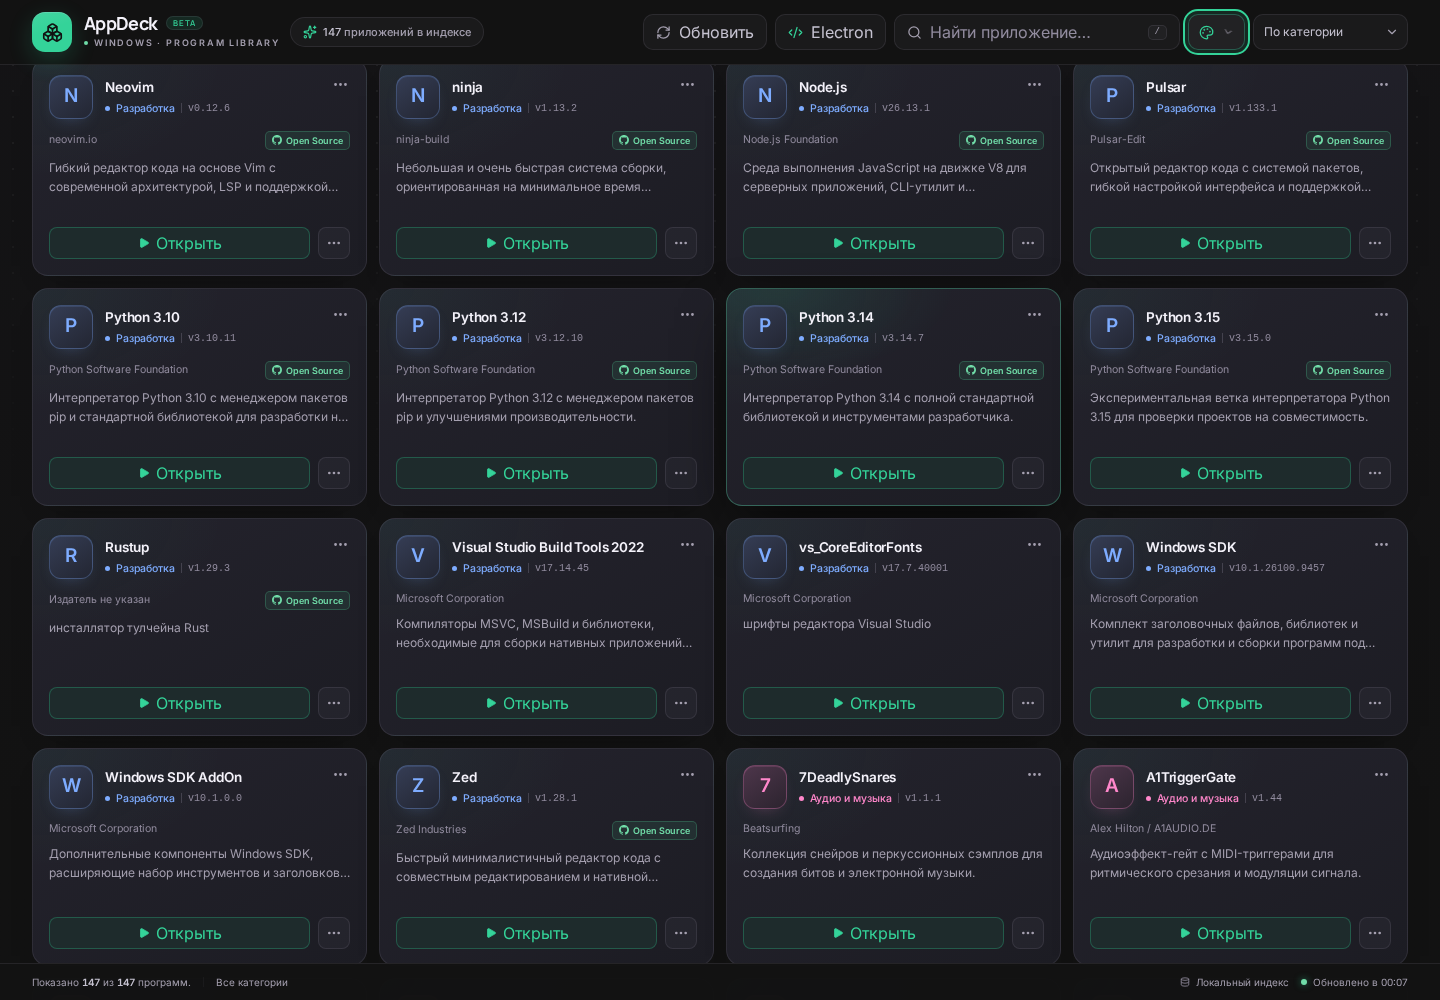 AppDeck BETA
WINDOWS · PROGRAM LIBRARY
147 приложений в индексе
Обновить
Electron
Найти приложение...
/
По категории
N Neovim
Разработка v0.12.6
neovim.io Open Source
Гибкий редактор кода на основе Vim с
современной архитектурой, LSP и поддержкой…
Открыть
N ninja
Разработка v1.13.2
ninja-build Open Source
Небольшая и очень быстрая система сборки,
ориентированная на минимальное время…
Открыть
N Node.js
Разработка v26.13.1
Node.js Foundation Open Source
Среда выполнения JavaScript на движке V8 для
серверных приложений, CLI-утилит и…
Открыть
P Pulsar
Разработка v1.133.1
Pulsar-Edit Open Source
Открытый редактор кода с системой пакетов,
гибкой настройкой интерфейса и поддержкой…
Открыть
P Python 3.10
Разработка v3.10.11
Python Software Foundation Open Source
Интерпретатор Python 3.10 с менеджером пакетов
pip и стандартной библиотекой для разработки н…
Открыть
P Python 3.12
Разработка v3.12.10
Python Software Foundation Open Source
Интерпретатор Python 3.12 с менеджером пакетов
pip и улучшениями производительности.
Открыть
P Python 3.14
Разработка v3.14.7
Python Software Foundation Open Source
Интерпретатор Python 3.14 с полной стандартной
библиотекой и инструментами разработчика.
Открыть
P Python 3.15
Разработка v3.15.0
Python Software Foundation Open Source
Экспериментальная ветка интерпретатора Python
3.15 для проверки проектов на совместимость.
Открыть
R Rustup
Разработка v1.29.3
Издатель не указан Open Source
инсталлятор тулчейна Rust
Открыть
V Visual Studio Build Tools 2022
Разработка v17.14.45
Microsoft Corporation
Компиляторы MSVC, MSBuild и библиотеки,
необходимые для сборки нативных приложений…
Открыть
V vs_CoreEditorFonts
Разработка v17.7.40001
Microsoft Corporation
шрифты редактора Visual Studio
Открыть
W Windows SDK
Разработка v10.1.26100.9457
Microsoft Corporation
Комплект заголовочных файлов, библиотек и
утилит для разработки и сборки программ под…
Открыть
W Windows SDK AddOn
Разработка v10.1.0.0
Microsoft Corporation
Дополнительные компоненты Windows SDK,
расширяющие набор инструментов и заголовков…
Открыть
Z Zed
Разработка v1.28.1
Zed Industries Open Source
Быстрый минималистичный редактор кода с
совместным редактированием и нативной…
Открыть
7 7DeadlySnares
Аудио и музыка v1.1.1
Beatsurfing
Коллекция снейров и перкуссионных сэмплов для
создания битов и электронной музыки.
Открыть
A A1TriggerGate
Аудио и музыка v1.44
Alex Hilton / A1AUDIO.DE
Аудиоэффект-гейт с MIDI-триггерами для
ритмического срезания и модуляции сигнала.
Открыть
Показано 147 из 147 программ. Все категории
Локальный индекс Обновлено в 00:07